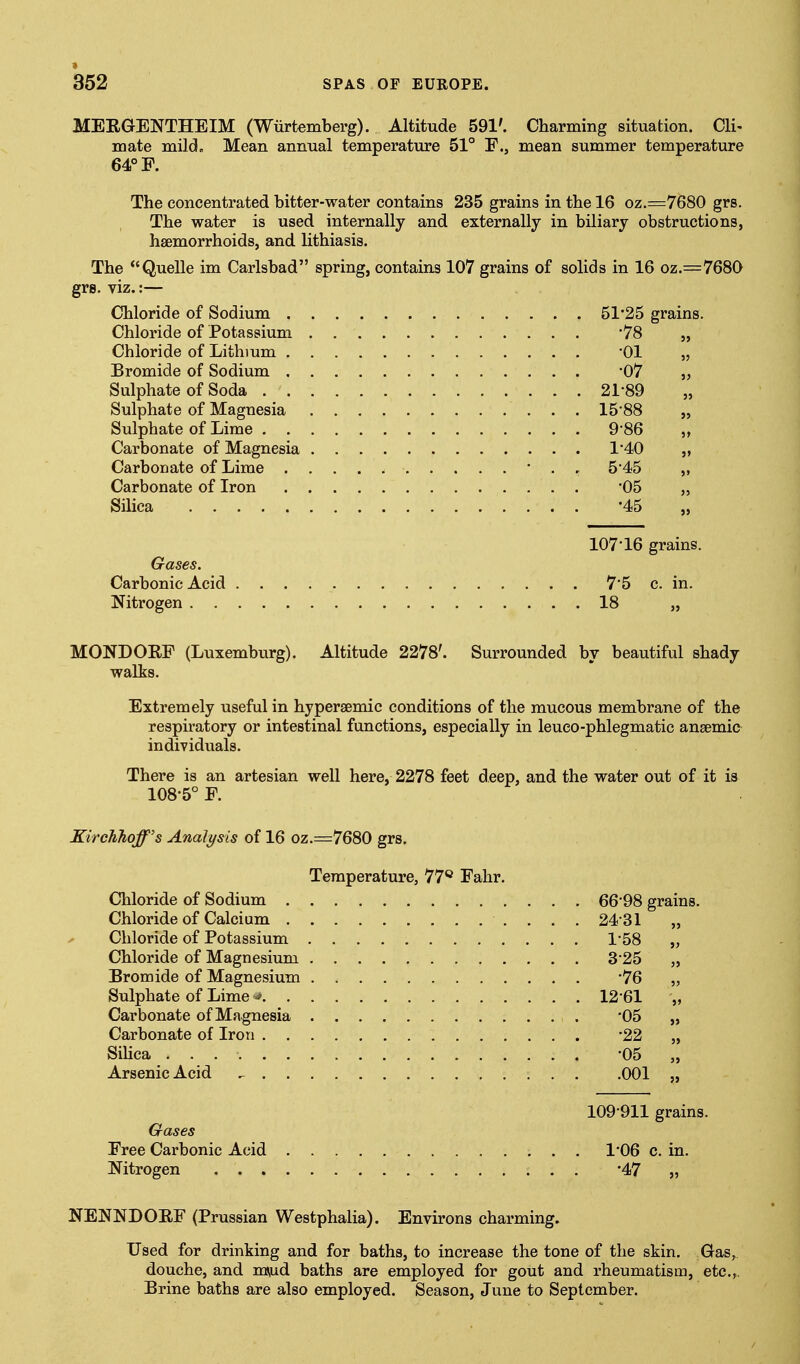 352 SPAS OF EUROPE.
MERGENTHEIM (Würtemberg). Altitude 591'. Charming situation. Cli-
mate mild. Mean annual temperature 51° F., mean summer temperature
64° F.
The concentrated bitter-water contains 235 grains in the 16 oz.=7680 grs.
The water is used internally and externally in biliary obstructions,
hæmorrhoids, and lithiasis.
The “Quelle im Carlsbad” spring, contains 107 grains of solids in 16 oz.=7680
grs. viz.:—
Chloride of Sodium . . . . . . . . . . . . . 51·25 grains.
Chloride of Potassium . . . . . . . . . . . . ·78 „
Chloride of Lithium . . . . . . . . . . . . . ·01 „
Bromide of Sodium . . . . . . . . . . . . . ·07 „
Sulphate of Soda . . . . . . . . . . . . . . 21·89 „
Sulphate of Magnesia . . . . . . . . . . . . 15·88 „
Sulphate of Lime . . . . . . . . . . . . . . 9·86 „
Carbonate of Magnesia . . . . . . . . . . . . 1·40 „
Carbonate of Lime . . . . . . . . . . . . . 5·45 „
Carbonate of Iron . . . . . . . . . . . . . ·05 „
Silica . . . . . . . . . . . . . . . . . ·45 „
107·16 grains.
Gases.
Carbonic Acid . . . . . . . . . . . . . . . 7·5 c. in.
Nitrogen . . . . . . . . . . . . . . . . . 18 „
MONDORF (Luxemburg). Altitude 2278'. Surrounded by beautiful shady
walks.
Extremely useful in hyperæmic conditions of the mucous membrane of the
respiratory or intestinal functions, especially in leuco-phlegmatic anæmic
individuals.
There is an artesian well here, 2278 feet deep, and the water out of it is
108·5° F.
Kirchhoff's Analysis of 16 oz.=7680 grs.
Temperature, 77° Fahr.
Chloride of Sodium . . . . . . . . . . . . . 66·98 grains.
Chloride of Calcium . . . . . . . . . . . . . 24·31 „
Chloride of Potassium . . . . . . . . . . . . 1·58 „
Chloride of Magnesium . . . . . . . . . . . . 3·25 „
Bromide of Magnesium . . . . . . . . . . . . ·76 „
Sulphate of Lime . . . . . . . . . . . . . . 12·61 „
Carbonate of Magnesia . . . . . . . . . . . . ·05 „
Carbonate of Iron . . . . . . . . . . . . . . ·22 „
Silica . . . . . . . . . . . . . . . . . . ·05 „
Arsenic Acid . . . . . . . . . . . . . . . .001 „
109·911 grains.
Gases
Free Carbonic Acid . . . . . . . . . . . . . 1·06 c. in.
Nitrogen . . . . . . . . . . . . . . . . ·47 „
NENNDORF (Prussian Westphalia). Environs charming.
Used for drinking and for baths, to increase the tone of the skin. Gas,
douche, and mud baths are employed for gout and rheumatism, etc.,
Brine baths are also employed. Season, June to September.